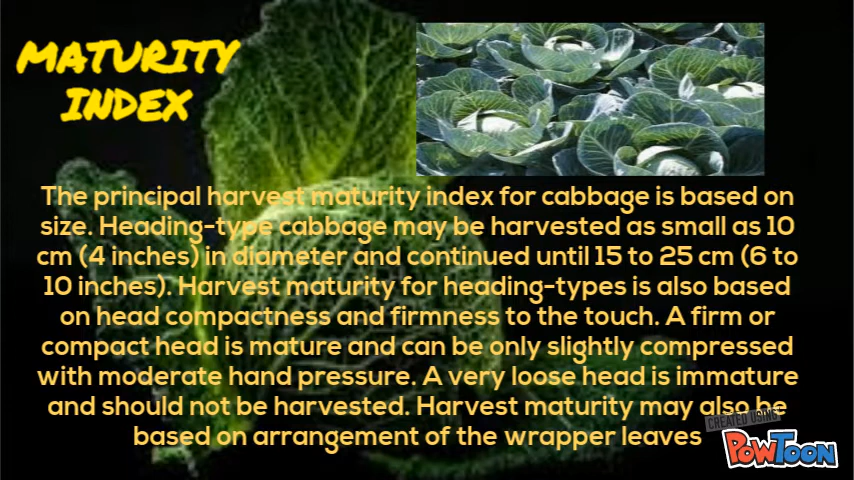 MATURITY
INDEX
The principal harvest maturity index for cabbage is based on
size. Heading-type cabbage may be harvested as small as 10
cm (4 inches) in diameter and continued until 15 to 25 cm (6 to
10 inches). Harvest maturity for heading-types is also based
on head compactness and firmness to the touch. A firm or
compact head is mature and can be only slightly compressed
with moderate hand pressure. A very loose head is immature
and should not be harvested. Harvest maturity may also be
based on arrangement of the wrapper leaves
CREATED USING
POWTOON